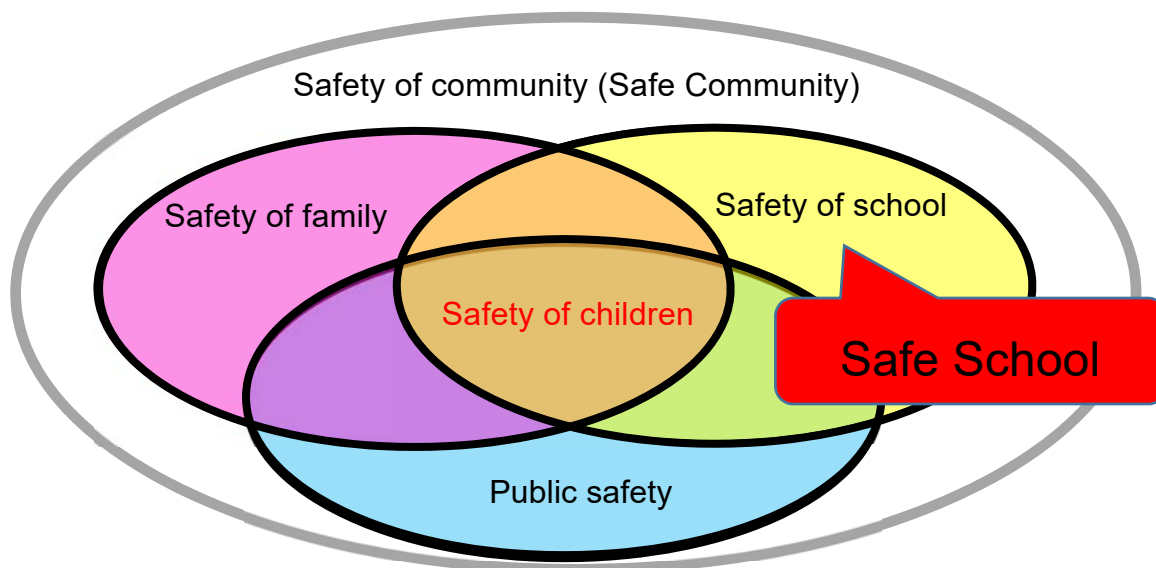 Safety of community (Safe Community)
Safety of family
Safety of school
Safety of children
Safe School
Public safety